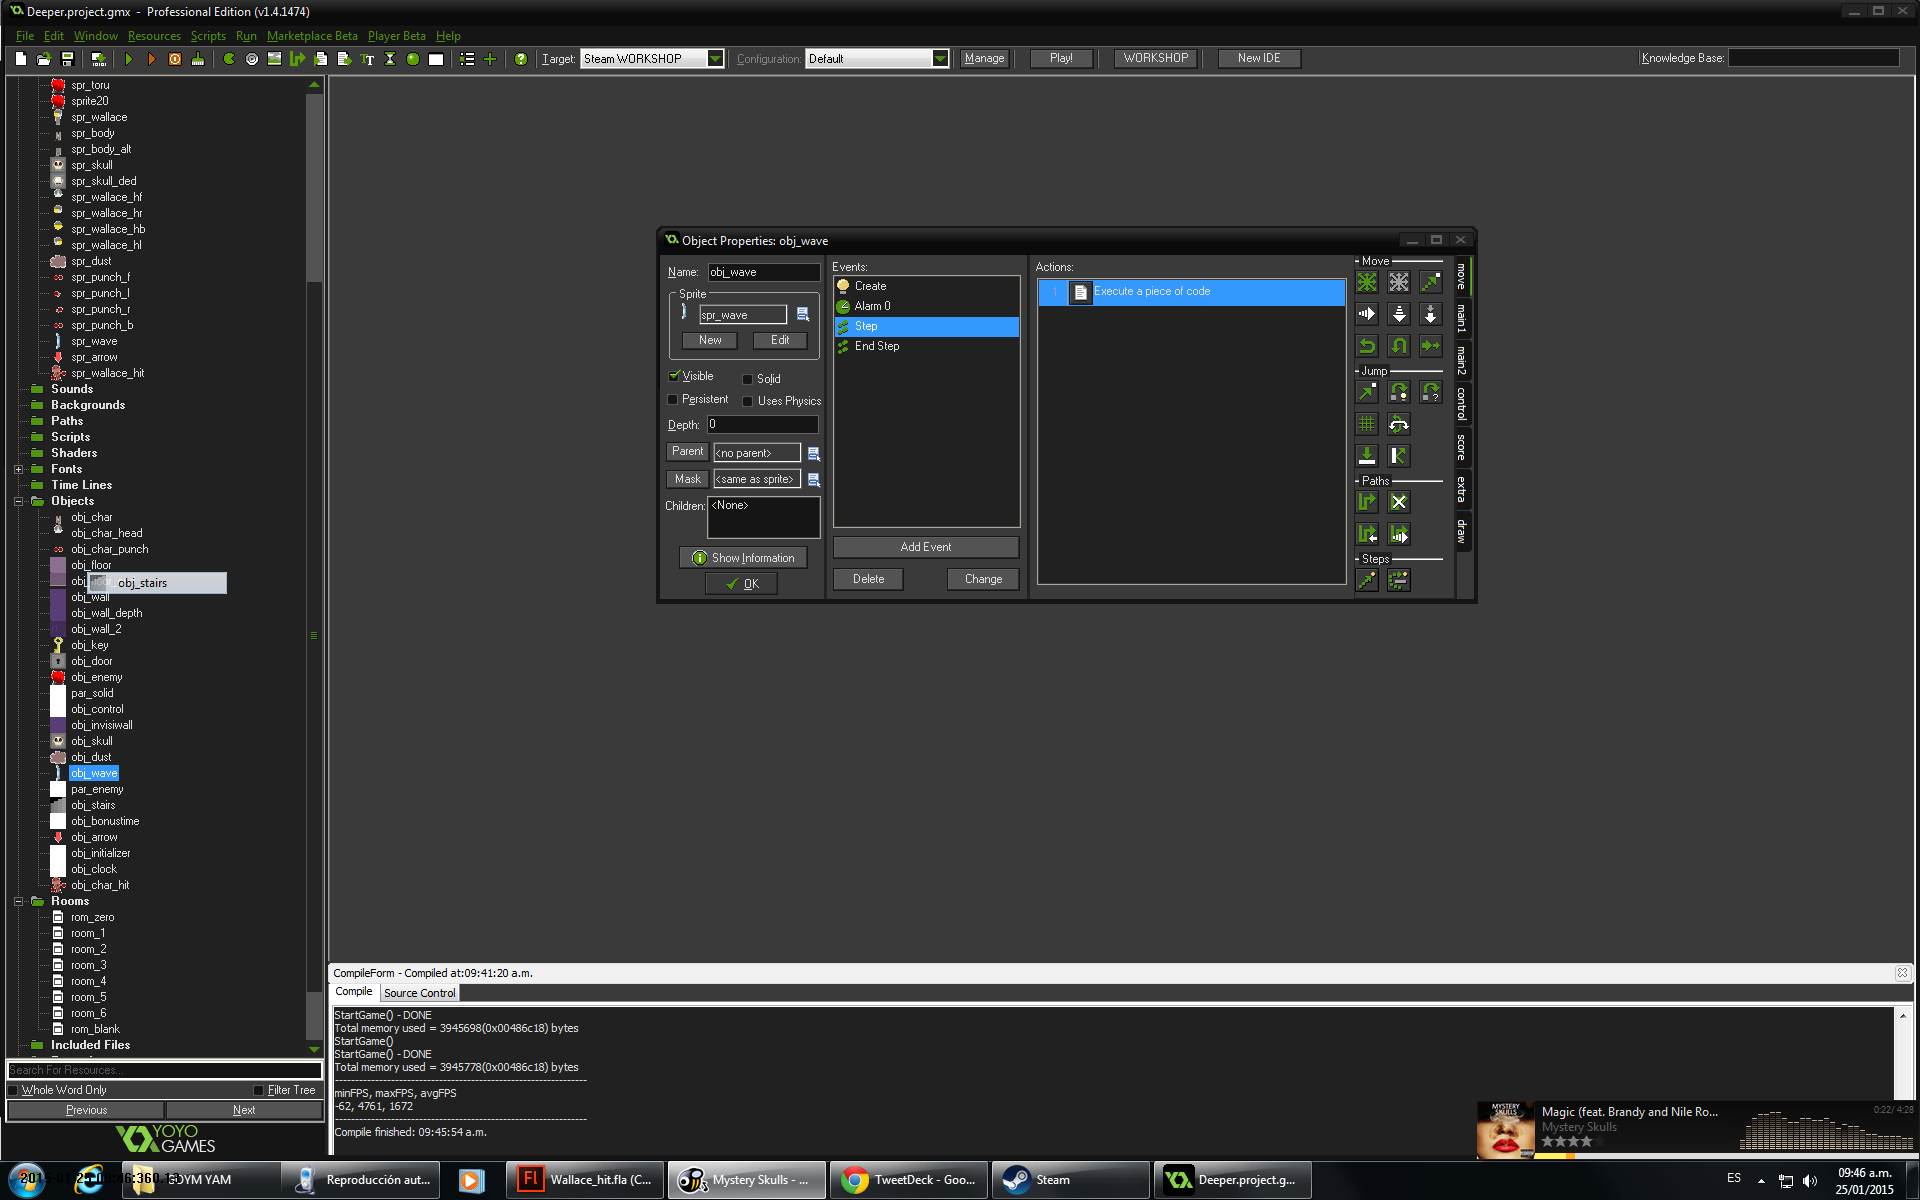 Deeper.project.gmx - Professional Edition (v1.4.1474)
File Edit Window Resources Scripts Run Marketplace Beta Player Beta Help
Target: Steam WORKSHOP Configuration: Default Manage Play! WORKSHOP New IDE Knowledge Base:
spr_toru
sprite20
spr_wallace
spr_body
spr_body_alt
spr_skull
spr_skull_ded
spr_wallace_hf
spr_wallace_hr
spr_wallace_hb
spr_wallace_hl
spr_dust
spr_punch_f
spr_punch_l
spr_punch_r
spr_punch_b
spr_wave
spr_arrow
spr_wallace_hit
Sounds
Backgrounds
Paths
Scripts
Shaders
Fonts
Time Lines
Objects
obj_char
obj_char_head
obj_char_punch
obj_floor
obj_stairs
obj_wall
obj_wall_depth
obj_wall_2
obj_key
obj_door
obj_enemy
par_solid
obj_control
obj_invisiwall
obj_skull
obj_dust
obj_wave
par_enemy
obj_stairs
obj_bonustime
obj_arrow
obj_initializer
obj_clock
obj_char_hit
Rooms
rom_zero
room_1
room_2
room_3
room_4
room_5
room_6
rom_blank
Included Files
Search For Resources...
Whole Word Only Filter Tree
Previous Next
YOYO
GAMES
Object Properties: obj_wave
Name: obj_wave
Sprite
spr_wave
New Edit
Visible Solid
Persistent Uses Physics
Depth: 0
Parent <no parent>
Mask <same as sprite>
Children: <None>
Show Information
OK
Events:
Create
Alarm 0
Step
End Step
Add Event
Delete Change
Actions:
1 Execute a piece of code
Move
Jump
Paths
Steps
move
main1
main2
control
score
extra
draw
CompileForm - Compiled at:09:41:20 a.m.
Compile Source Control
StartGame() - DONE
Total memory used = 3945698(0x00486c18) bytes
StartGame()
StartGame() - DONE
Total memory used = 3945778(0x00486c18) bytes
minFPS, maxFPS, avgFPS
-62, 4761, 1672
Compile finished: 09:45:54 a.m.
MYSTERY
SKULLS
Magic (feat. Brandy and Nile Ro...
Mystery Skulls
0:22/ 4:28
YAM
Reproducción aut...
Wallace_hit.fla (C...
Mystery Skulls - ...
TweetDeck - Goo...
Steam
Deeper.project.g...
ES
09:46 a.m.
25/01/2015